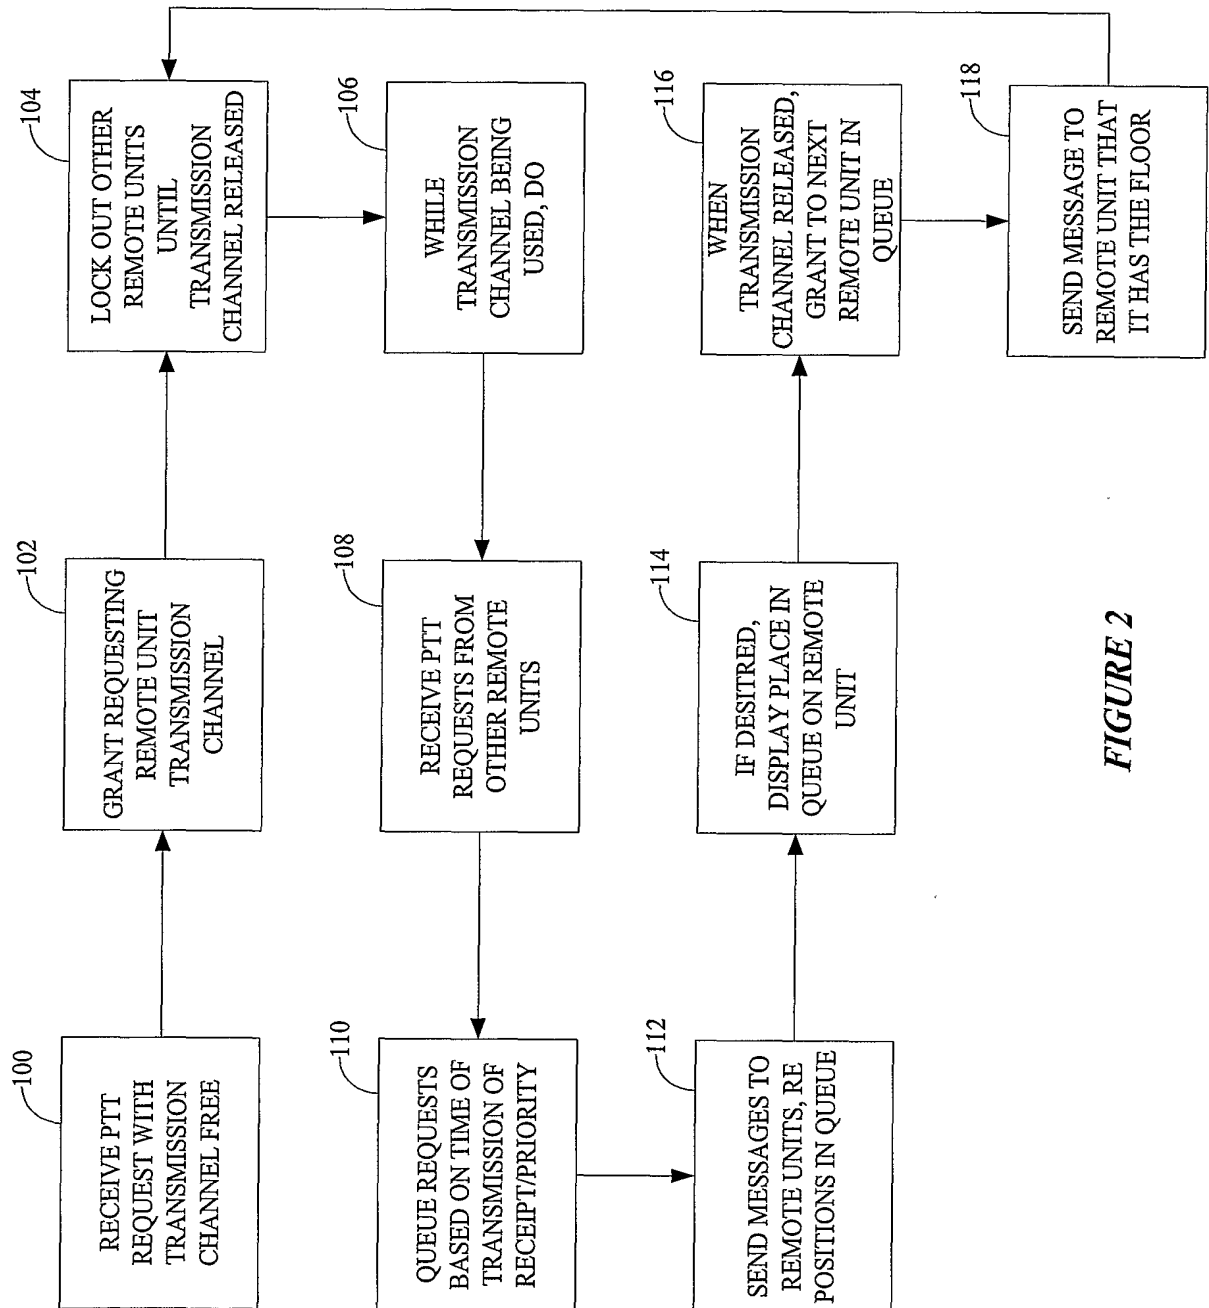 100
RECEIVE PTT
REQUEST WITH
TRANSMISSION
CHANNEL FREE
102
GRANT REQUESTING
REMOTE UNIT
TRANSMISSION
CHANNEL
104
LOCK OUT OTHER
REMOTE UNITS
UNTIL
TRANSMISSION
CHANNEL RELEASED
106
WHILE
TRANSMISSION
CHANNEL BEING
USED, DO
108
RECEIVE PTT
REQUESTS FROM
OTHER REMOTE
UNITS
110
QUEUE REQUESTS
BASED ON TIME OF
TRANSMISSION OF
RECEIPT/PRIORITY
112
SEND MESSAGES TO
REMOTE UNITS, RE
POSITIONS IN QUEUE
114
IF DESITRED,
DISPLAY PLACE IN
QUEUE ON REMOTE
UNIT
116
WHEN
TRANSMISSION
CHANNEL RELEASED,
GRANT TO NEXT
REMOTE UNIT IN
QUEUE
118
SEND MESSAGE TO
REMOTE UNIT THAT
IT HAS THE FLOOR
FIGURE 2